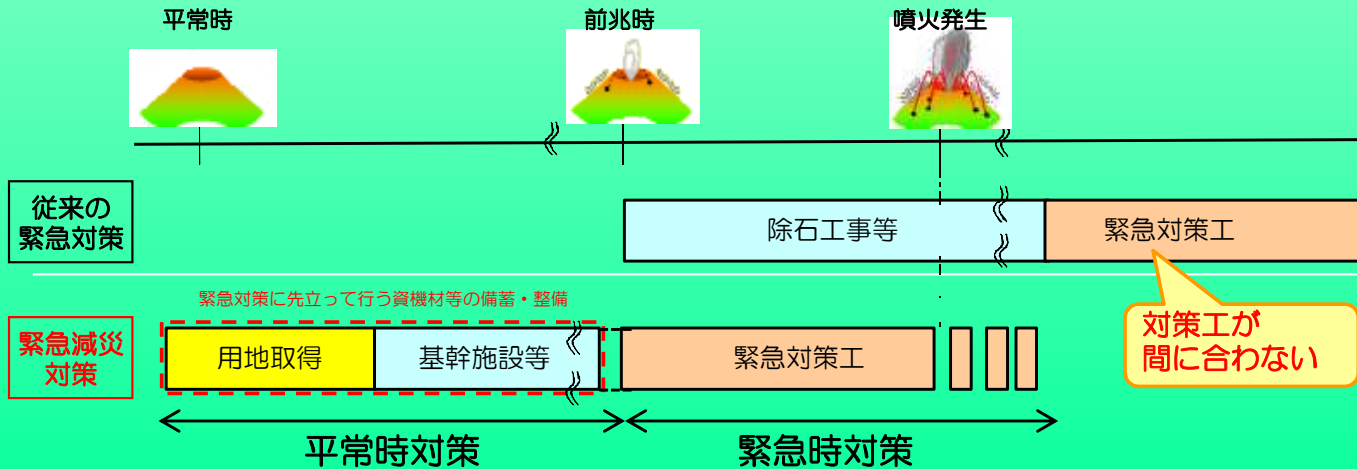 平常時
前兆時
噴火発生
従来の
緊急対策
除石工事等
緊急対策工
対策工が
間に合わない
緊急対策に先立って行う資機材等の備蓄・整備
緊急減災
対策
用地取得
基幹施設等
緊急対策工
平常時対策
緊急時対策